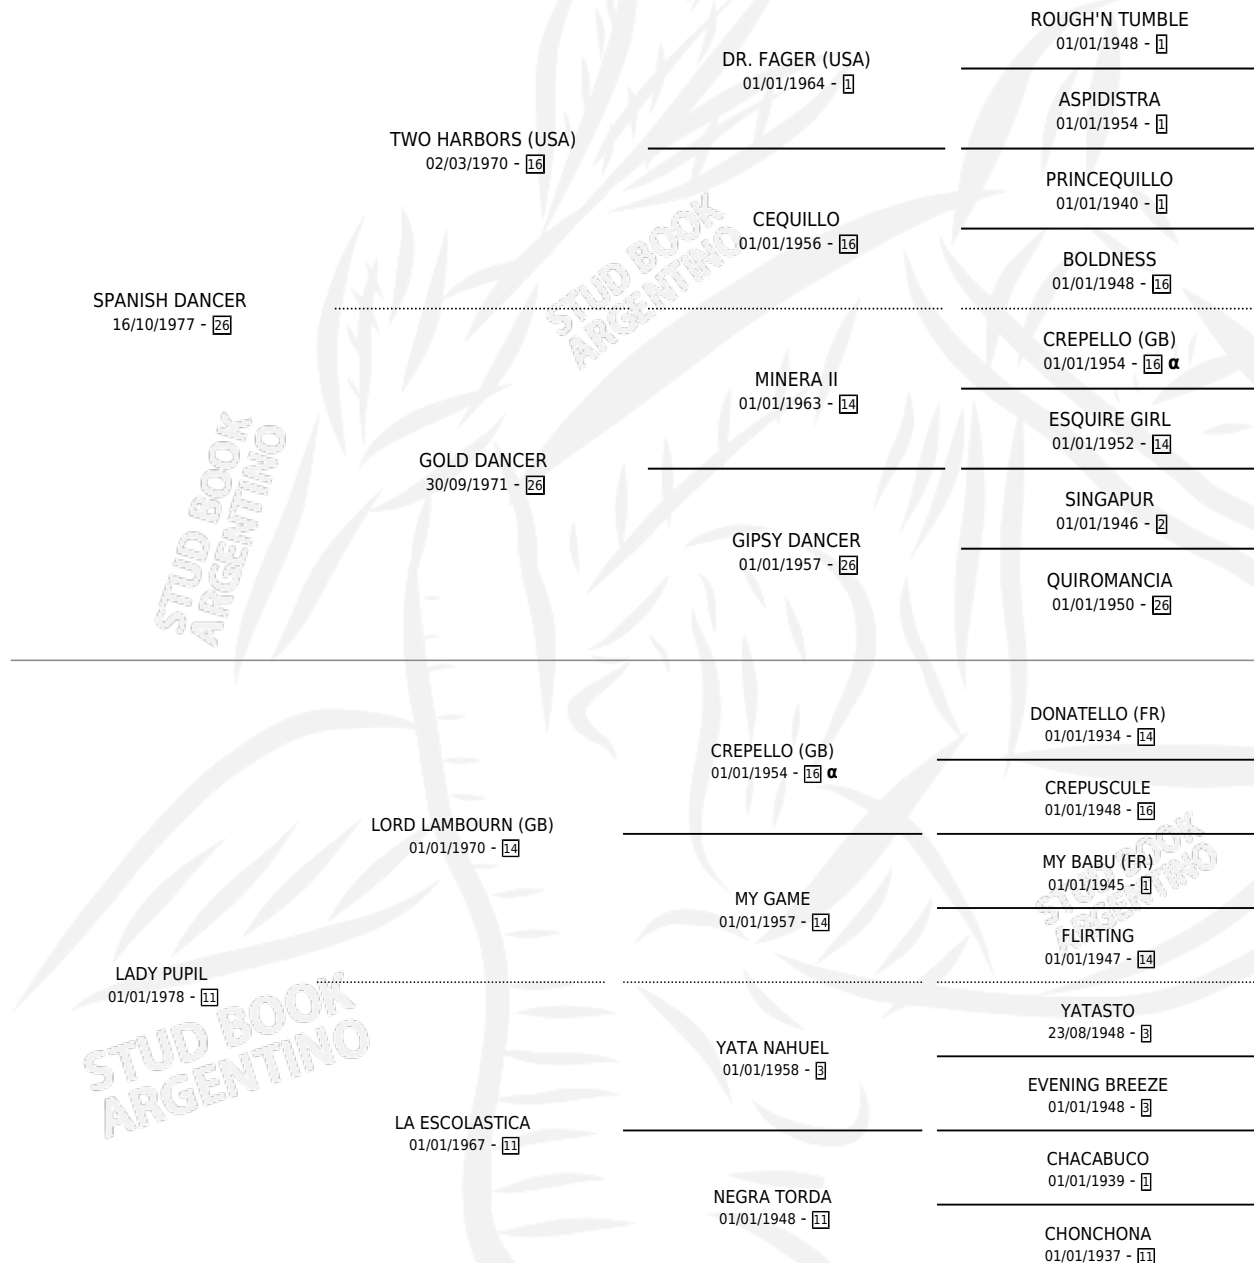 ROUGH'N TUMBLE
01/01/1948 - 1
DR. FAGER (USA)
01/01/1964 - 1
ASPIDISTRA
01/01/1954 - 1
TWO HARBORS (USA)
02/03/1970 - 16
PRINCEQUILLO
01/01/1940 - 1
CEQUILLO
01/01/1956 - 16
BOLDNESS
01/01/1948 - 16
SPANISH DANCER
16/10/1977 - 26
CREPELLO (GB)
01/01/1954 - 16 α
MINERA II
01/01/1963 - 14
ESQUIRE GIRL
01/01/1952 - 14
GOLD DANCER
30/09/1971 - 26
SINGAPUR
01/01/1946 - 2
GIPSY DANCER
01/01/1957 - 26
QUIROMANCIA
01/01/1950 - 26
DONATELLO (FR)
01/01/1934 - 14
CREPELLO (GB)
01/01/1954 - 16 α
CREPUSCULE
01/01/1948 - 16
LORD LAMBOURN (GB)
01/01/1970 - 14
MY BABU (FR)
01/01/1945 - 1
MY GAME
01/01/1957 - 14
FLIRTING
01/01/1947 - 14
LADY PUPIL
01/01/1978 - 11
YATASTO
23/08/1948 - 3
YATA NAHUEL
01/01/1958 - 3
EVENING BREEZE
01/01/1948 - 3
LA ESCOLASTICA
01/01/1967 - 11
CHACABUCO
01/01/1939 - 1
NEGRA TORDA
01/01/1948 - 11
CHONCHONA
01/01/1937 - 11
STUD BOOK
ARGENTINO
STUD BOOK
ARGENTINO
STUD BOOK
ARGENTINO
STUD BOOK
ARGENTINO